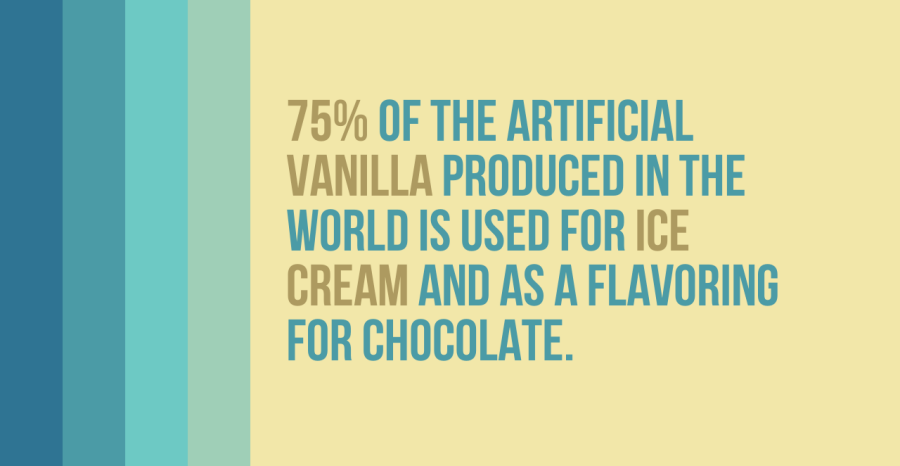 75% OF THE ARTIFICIAL
VANILLA PRODUCED IN THE
WORLD IS USED FOR ICE
CREAM AND AS A FLAVORING
FOR CHOCOLATE.